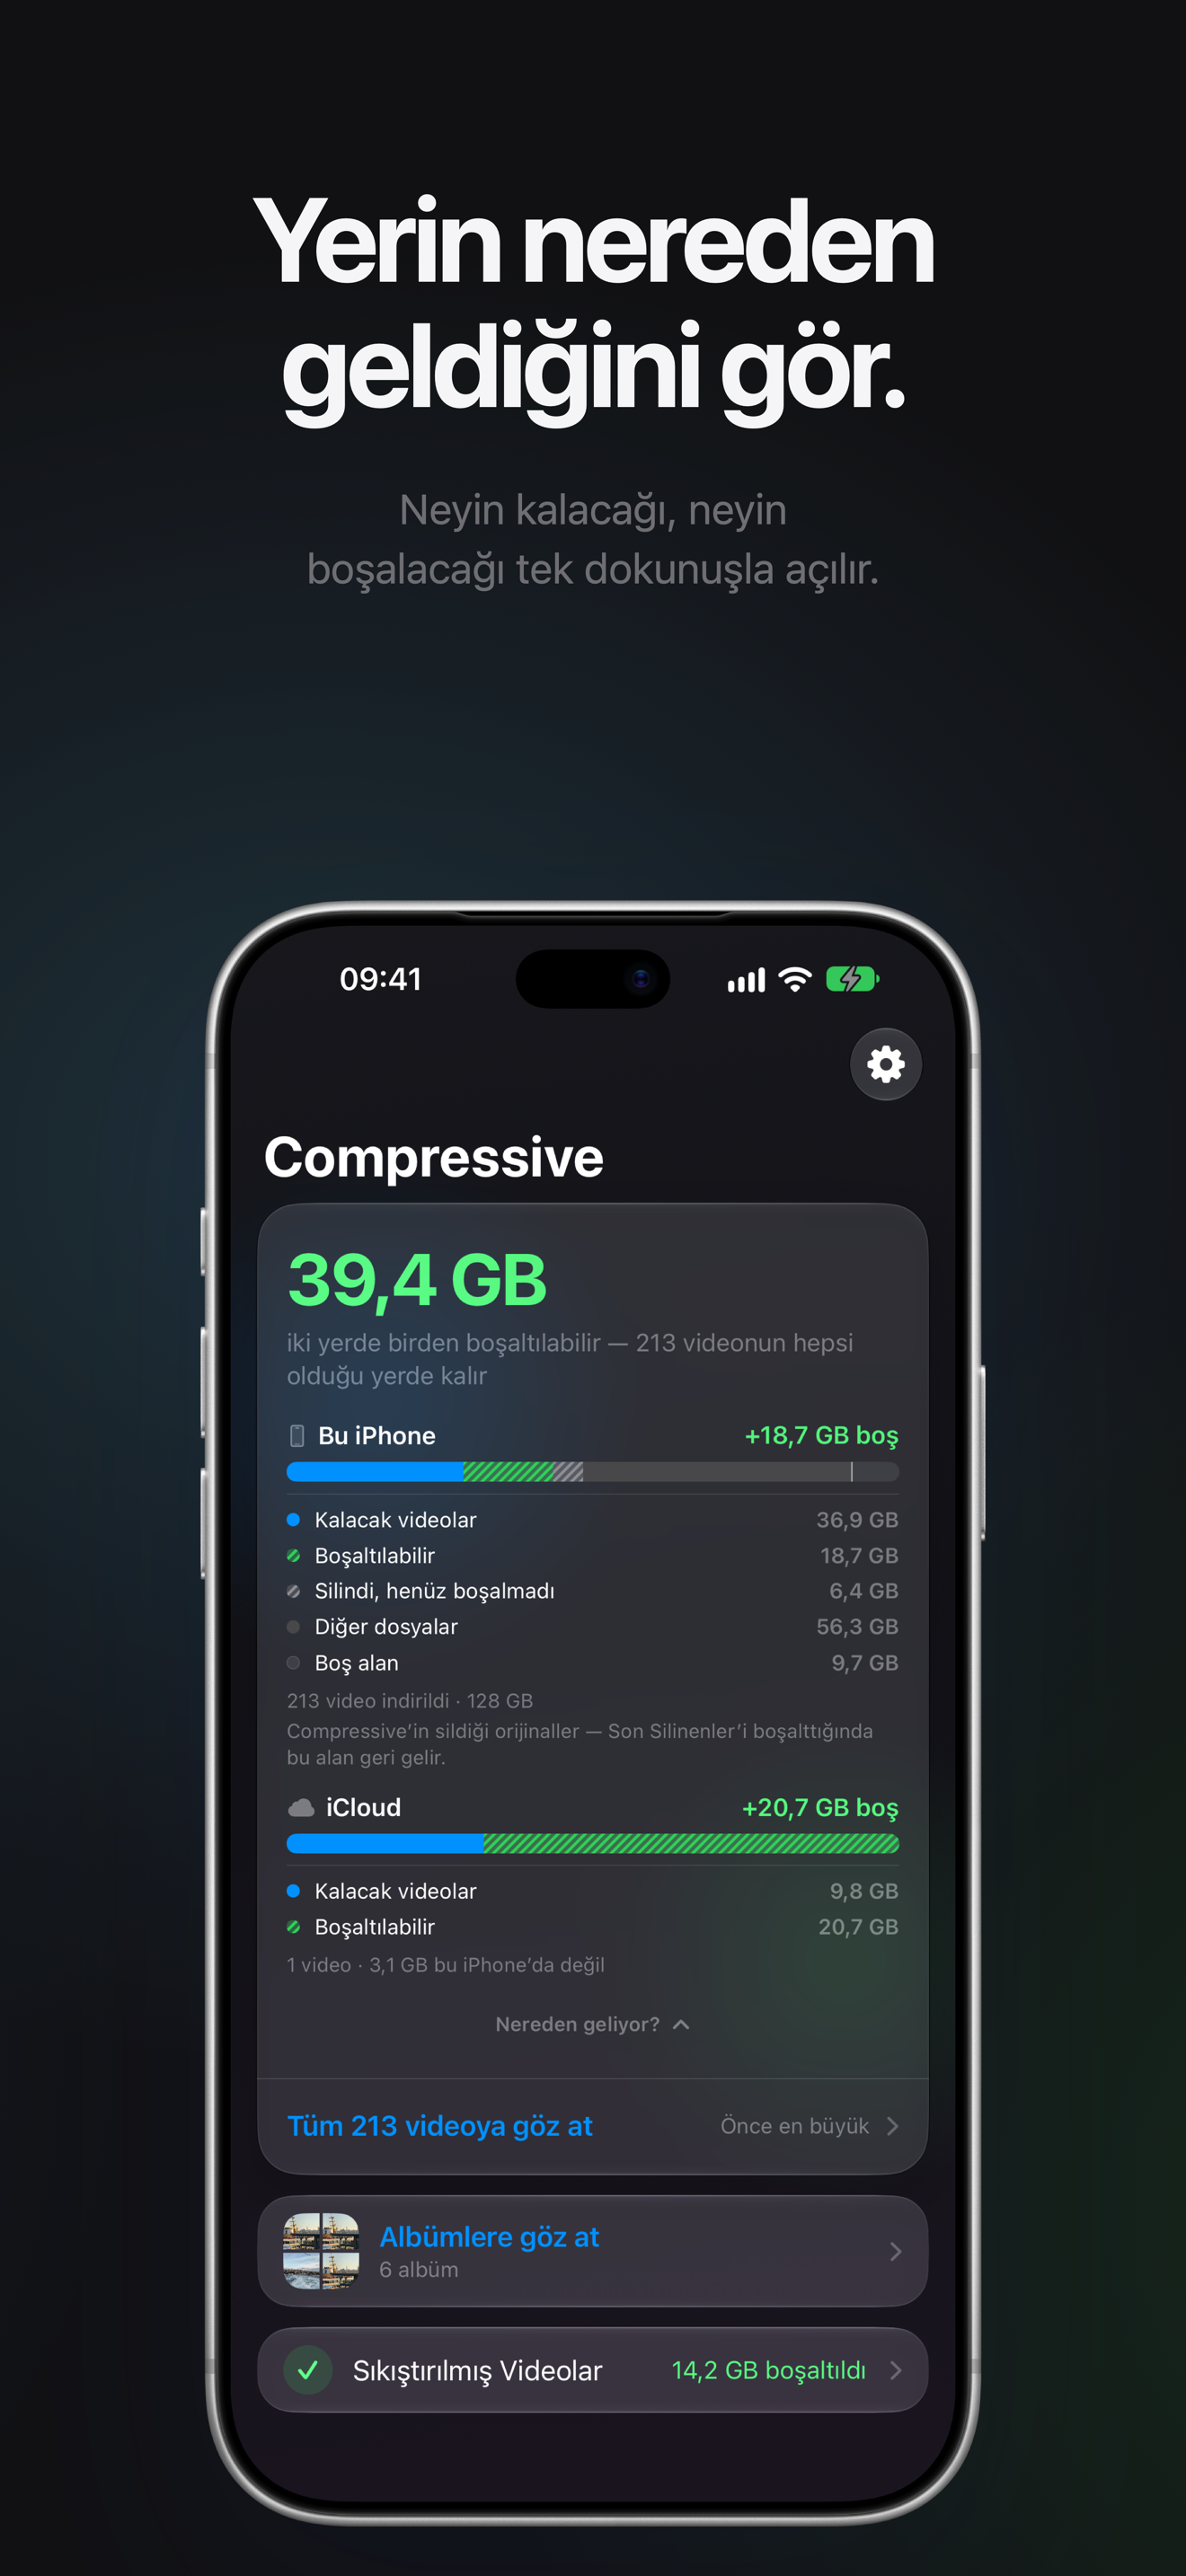 Yerin nereden
geldiğini gör.
Neyin kalacağı, neyin
boşalacağı tek dokunuşla açılır.
09:41
Compressive
39,4 GB
iki yerde birden boşaltılabilir — 213 videonun hepsi
olduğu yerde kalır
Bu iPhone +18,7 GB boş
Kalacak videolar 36,9 GB
Boşaltılabilir 18,7 GB
Silindi, henüz boşalmadı 6,4 GB
Diğer dosyalar 56,3 GB
Boş alan 9,7 GB
213 video indirildi · 128 GB
Compressive’in sildiği orijinaller — Son Silinenler’i boşalttığında
bu alan geri gelir.
iCloud +20,7 GB boş
Kalacak videolar 9,8 GB
Boşaltılabilir 20,7 GB
1 video · 3,1 GB bu iPhone’da değil
Nereden geliyor?
Tüm 213 videoya göz at Önce en büyük
Albümlere göz at
6 albüm
Sıkıştırılmış Videolar 14,2 GB boşaltıldı